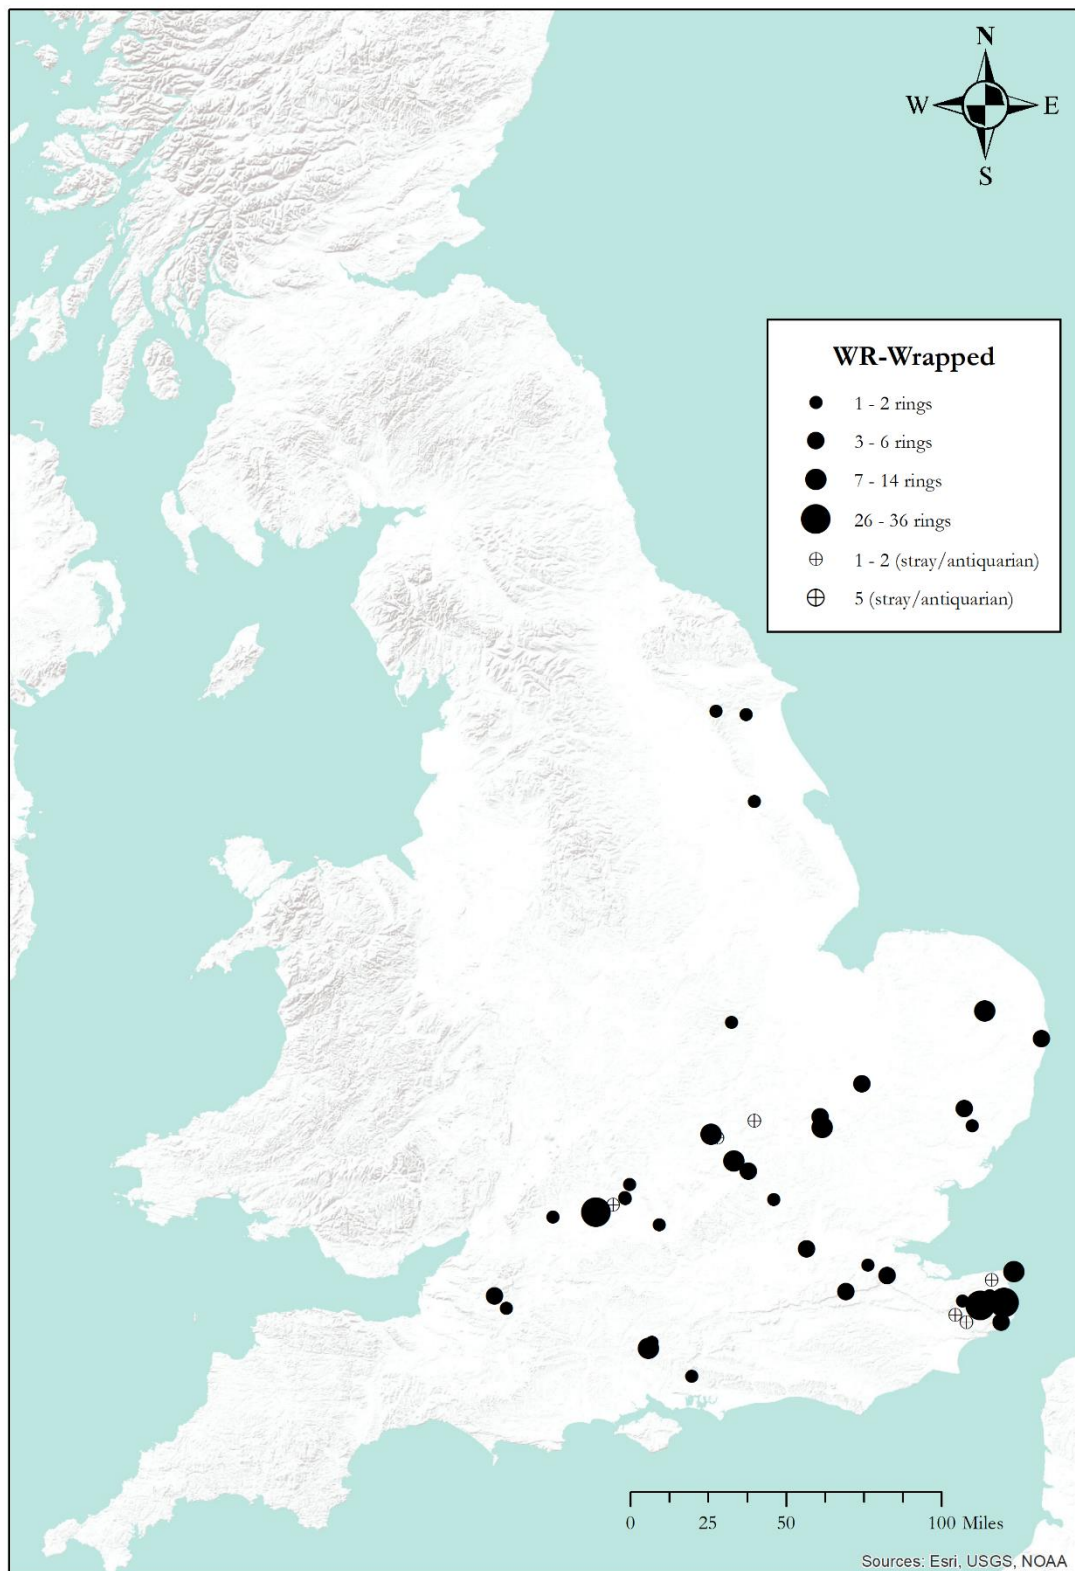 N
W E
S
WR-Wrapped
1 - 2 rings
3 - 6 rings
7 - 14 rings
26 - 36 rings
1 - 2 (stray/antiquarian)
5 (stray/antiquarian)
0 25 50 100 Miles
Sources: Esri, USGS, NOAA